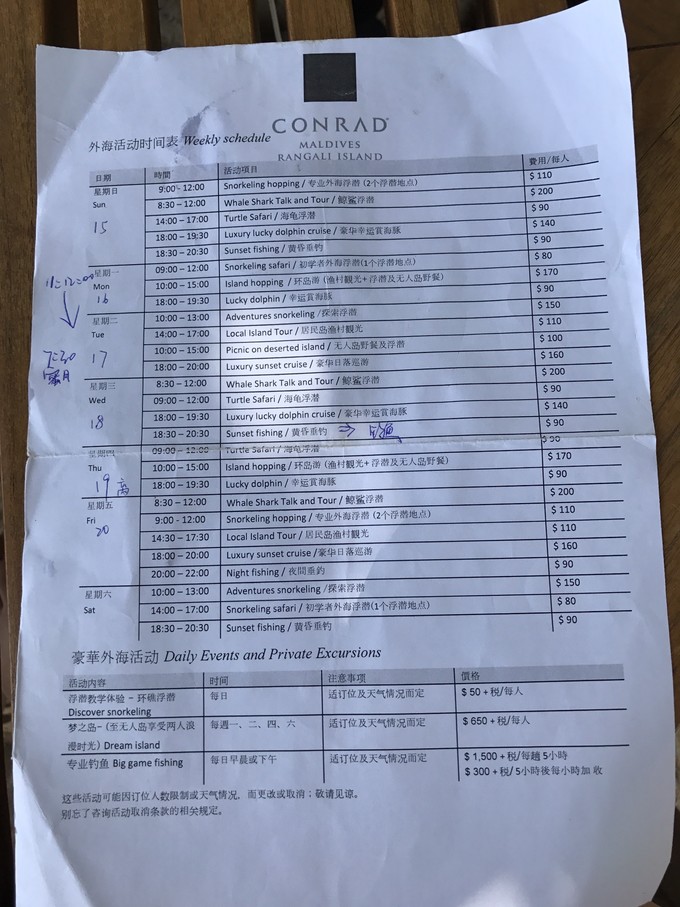 CONRAD
MALDIVES
RANGALI ISLAND
外海活动时间表 Weekly schedule
日期 時間 活动項目 費用/每人
星期日 9:00 - 12:00 Snorkeling hopping / 专业外海浮潜 (2个浮潜地点) $ 110
Sun 8:30 – 12:00 Whale Shark Talk and Tour / 鯨鲨浮潜 $ 200
15 14:00 – 17:00 Turtle Safari / 海龟浮潜 $ 90
18:00 – 19:30 Luxury lucky dolphin cruise / 豪华幸运赏海豚 $ 140
18:30 – 20:30 Sunset fishing / 黄昏垂钓 $ 90
星期一 09:00 – 12:00 Snorkeling safari / 初学者外海浮潜(1个浮潜地点) $ 80
Mon 10:00 – 15:00 Island hopping / 环岛游 (渔村観光+浮潜及无人岛野餐) $ 170
16 18:00 – 19:30 Lucky dolphin / 幸运赏海豚 $ 90
星期二 10:00 – 13:00 Adventures snorkeling /探索浮潜 $ 150
Tue 14:00 – 17:00 Local Island Tour / 居民岛渔村観光 $ 110
17 10:00 – 15:00 Picnic on deserted island / 无人岛野餐及浮潜 $ 100
18:00 – 20:00 Luxury sunset cruise / 豪华日落巡游 $ 160
星期三 8:30 – 12:00 Whale Shark Talk and Tour / 鯨鲨浮潜 $ 200
Wed 09:00 – 12:00 Turtle Safari / 海龟浮潜 $ 90
18 18:00 – 19:30 Luxury lucky dolphin cruise / 豪华幸运赏海豚 $ 140
18:30 – 20:30 Sunset fishing / 黄昏垂钓 ⇒ 钓鱼 $ 90
星期四 09:00 – 12:00 Turtle Safari / 海龟浮潜 $ 90
Thu 10:00 – 15:00 Island hopping / 环岛游 (渔村観光+浮潜及无人岛野餐) $ 170
19 离 18:00 – 19:30 Lucky dolphin / 幸运赏海豚 $ 90
星期五 8:30 – 12:00 Whale Shark Talk and Tour / 鯨鲨浮潜 $ 200
Fri 9:00 – 12:00 Snorkeling hopping / 专业外海浮潜 (2个浮潜地点) $ 110
20 14:30 – 17:30 Local Island Tour / 居民岛渔村観光 $ 110
18:00 – 20:00 Luxury sunset cruise /豪华日落巡游 $ 160
20:00 – 22:00 Night fishing / 夜間垂釣 $ 90
星期六 10:00 – 13:00 Adventures snorkeling /探索浮潜 $ 150
Sat 14:00 – 17:00 Snorkeling safari / 初学者外海浮潜(1个浮潜地点) $ 80
18:30 – 20:30 Sunset fishing / 黄昏垂钓 $ 90
豪華外海活动 Daily Events and Private Excursions
活动内容 时间 注意事项 價格
浮潜教学体验 – 环礁浮潜 每日 适订位及天气情况而定 $ 50 +税/每人
Discover snorkeling
梦之岛-(至无人岛享受两人浪 每週一、二、四、六 适订位及天气情况而定 $ 650 +税/每人
漫时光) Dream island
专业钓鱼 Big game fishing 每日早晨或下午 适订位及天气情况而定 $ 1,500 +税/每趟 5小時
$ 300 +税/ 5小時後每小時加收
这些活动可能因订位人数限制或天气情况，而更改或取消；敬请见谅。
别忘了咨询活动取消条款的相关规定。